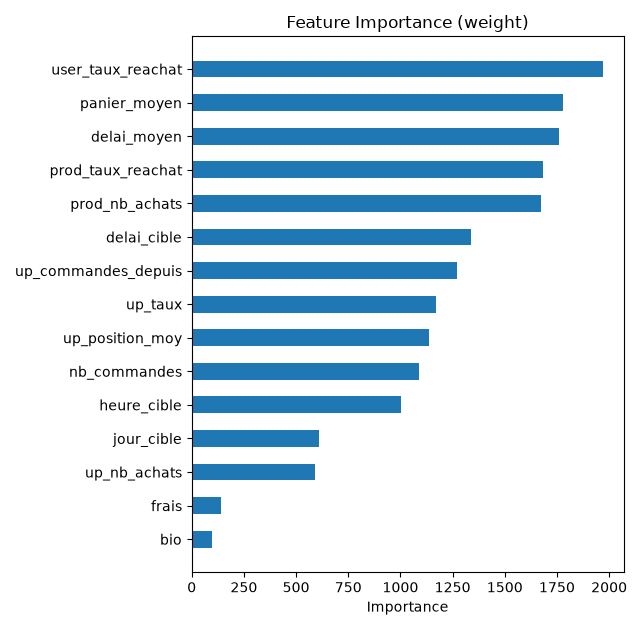 Feature Importance (weight)
user_taux_reachat
panier_moyen
delai_moyen
prod_taux_reachat
prod_nb_achats
delai_cible
up_commandes_depuis
up_taux
up_position_moy
nb_commandes
heure_cible
jour_cible
up_nb_achats
frais
bio
0 250 500 750 1000 1250 1500 1750 2000
Importance